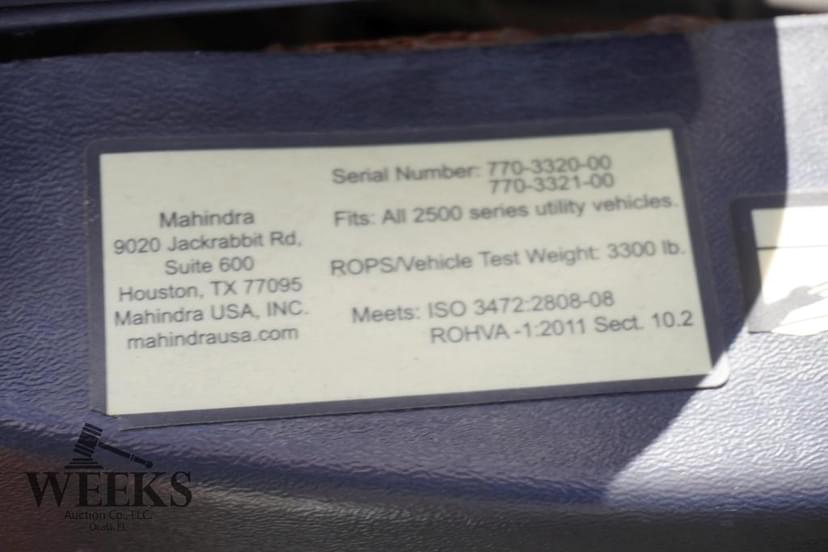 Mahindra
9020 Jackrabbit Rd,
Suite 600
Houston, TX 77095
Mahindra USA, INC.
mahindrausa.com
Serial Number: 770-3320-00
770-3321-00
Fits: All 2500 series utility vehicles.
ROPS/Vehicle Test Weight: 3300 lb.
Meets: ISO 3472:2808-08
ROHVA -1:2011 Sect. 10.2
WEEKS
Auction Co., LLC.
Ocala, FL